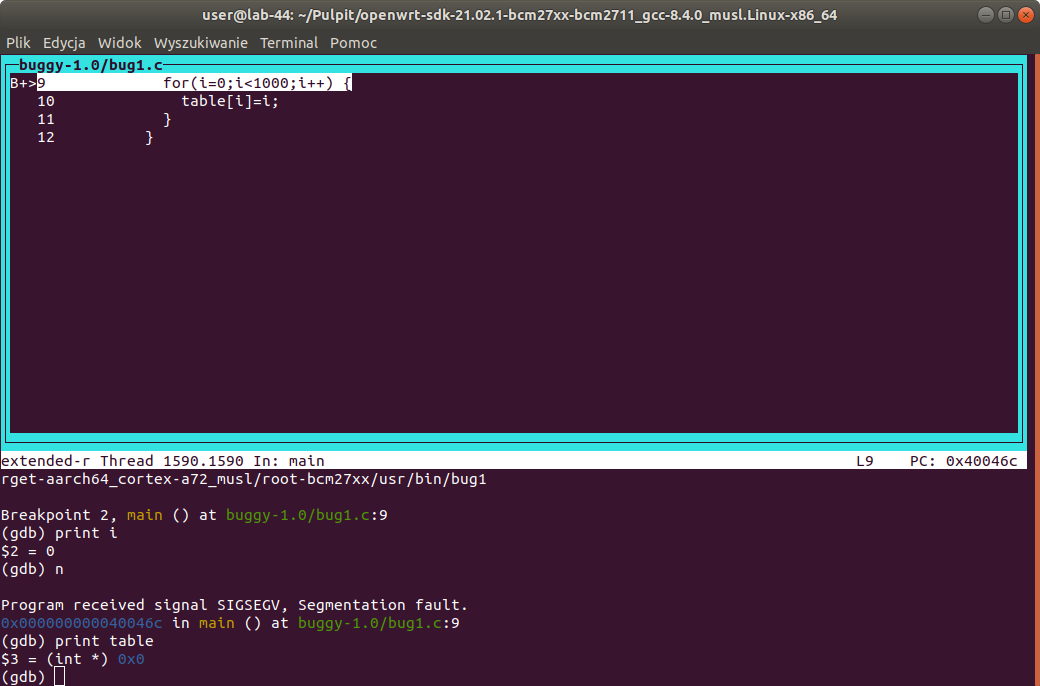 user@lab-44: ~/Pulpit/openwrt-sdk-21.02.1-bcm27xx-bcm2711_gcc-8.4.0_musl.Linux-x86_64
Plik Edycja Widok Wyszukiwanie Terminal Pomoc
buggy-1.0/bug1.c
B+>9 for(i=0;i<1000;i++) {
10 table[i]=i;
11 }
12 }
extended-r Thread 1590.1590 In: main L9 PC: 0x40046c
rget-aarch64_cortex-a72_musl/root-bcm27xx/usr/bin/bug1
Breakpoint 2, main () at buggy-1.0/bug1.c:9
(gdb) print i
$2 = 0
(gdb) n
Program received signal SIGSEGV, Segmentation fault.
0x000000000040046c in main () at buggy-1.0/bug1.c:9
(gdb) print table
$3 = (int *) 0x0
(gdb)